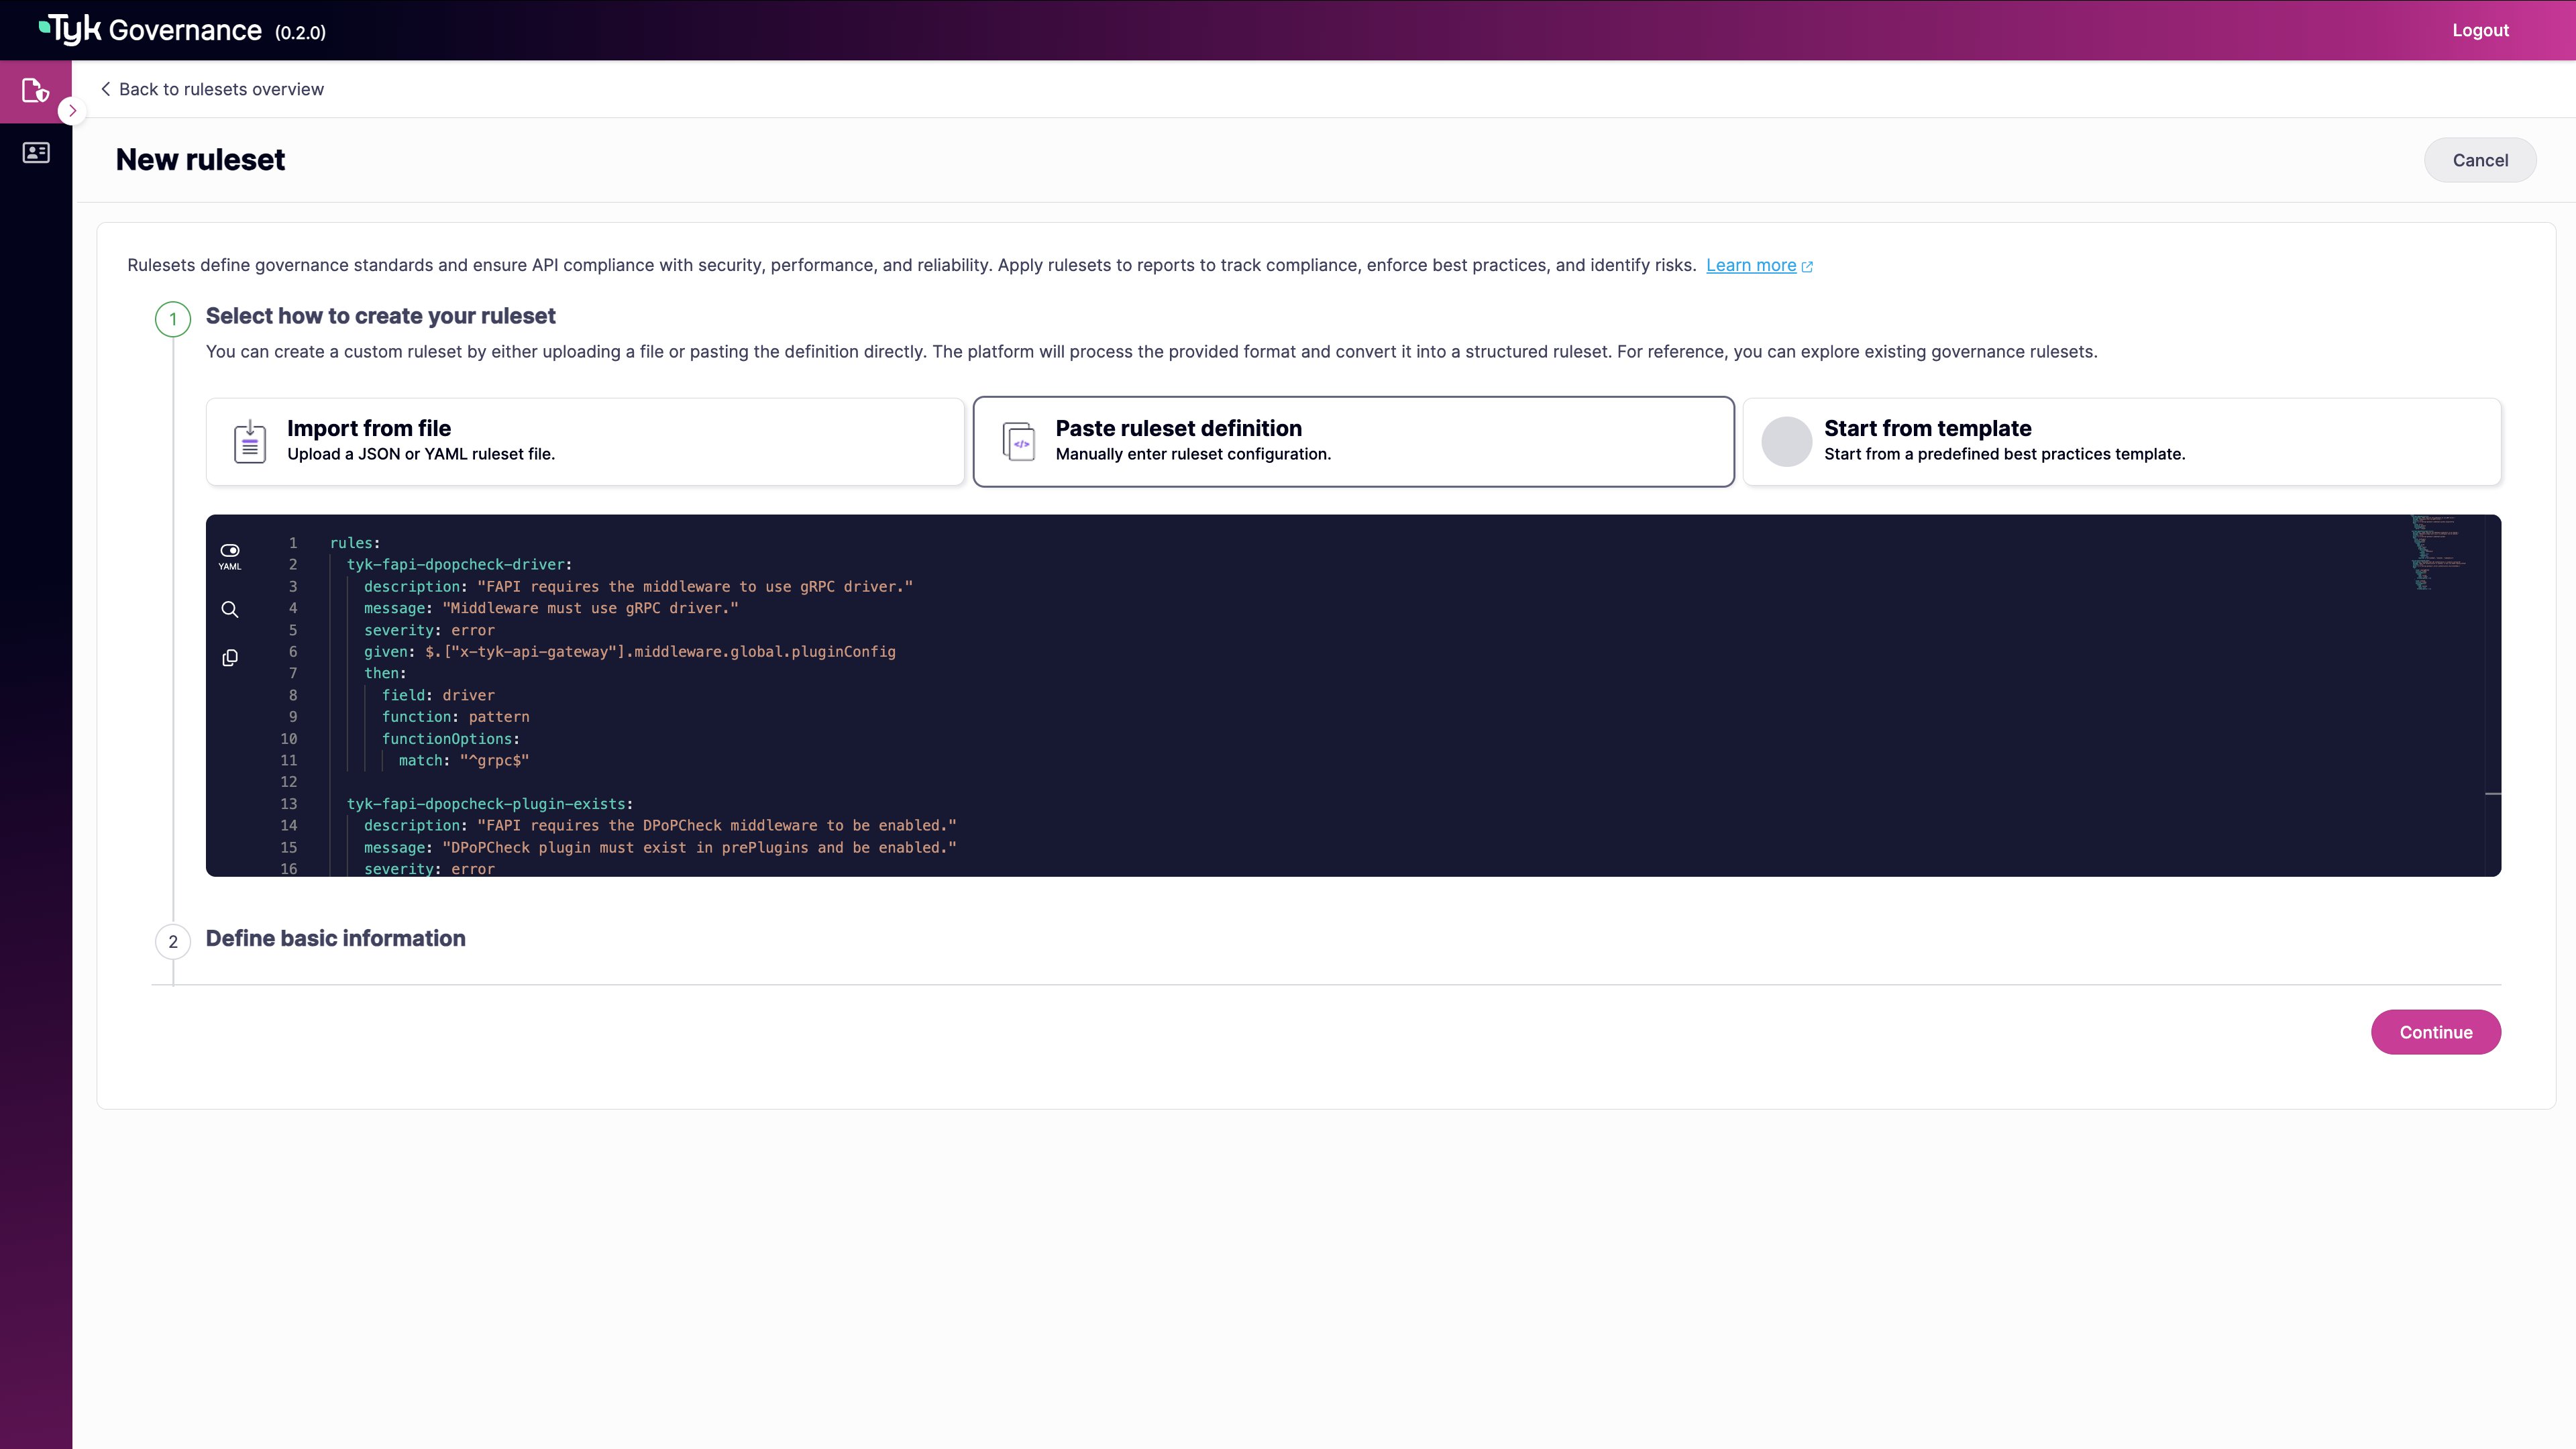 Tyk Governance (0.2.0)
Logout
Back to rulesets overview
New ruleset
Cancel
Rulesets define governance standards and ensure API compliance with security, performance, and reliability. Apply rulesets to reports to track compliance, enforce best practices, and identify risks. Learn more
1 Select how to create your ruleset
You can create a custom ruleset by either uploading a file or pasting the definition directly. The platform will process the provided format and convert it into a structured ruleset. For reference, you can explore existing governance rulesets.
Import from file
Upload a JSON or YAML ruleset file.
Paste ruleset definition
Manually enter ruleset configuration.
Start from template
Start from a predefined best practices template.
YAML
1 rules:
2 tyk-fapi-dpopcheck-driver:
3 description: "FAPI requires the middleware to use gRPC driver."
4 message: "Middleware must use gRPC driver."
5 severity: error
6 given: $.["x-tyk-api-gateway"].middleware.global.pluginConfig
7 then:
8 field: driver
9 function: pattern
10 functionOptions:
11 match: "^grpc$"
12
13 tyk-fapi-dpopcheck-plugin-exists:
14 description: "FAPI requires the DPoPCheck middleware to be enabled."
15 message: "DPoPCheck plugin must exist in prePlugins and be enabled."
16 severity: error
2 Define basic information
Continue